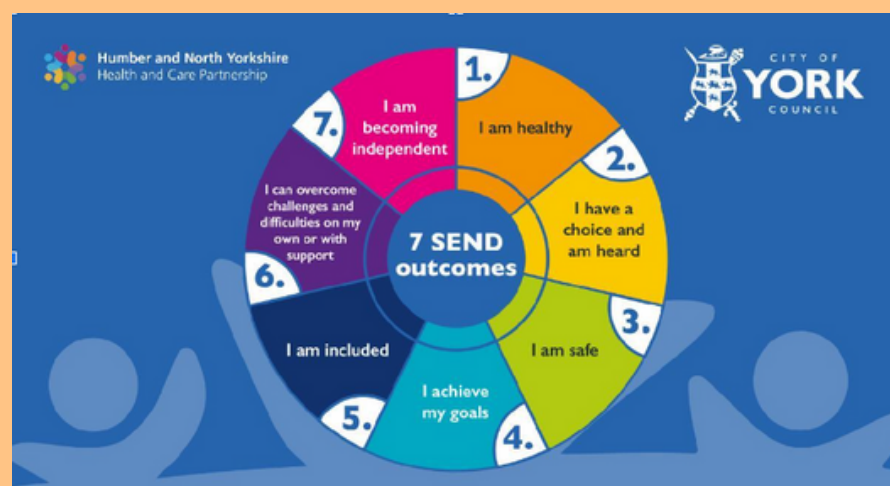 Humber and North Yorkshire
Health and Care Partnership
CITY OF
YORK
COUNCIL
7 SEND
outcomes
1.
I am healthy
2.
I have a
choice and
am heard
3.
I am safe
4.
I achieve
my goals
5.
I am included
6.
I can overcome
challenges and
difficulties on my
own or with
support
7.
I am
becoming
independent